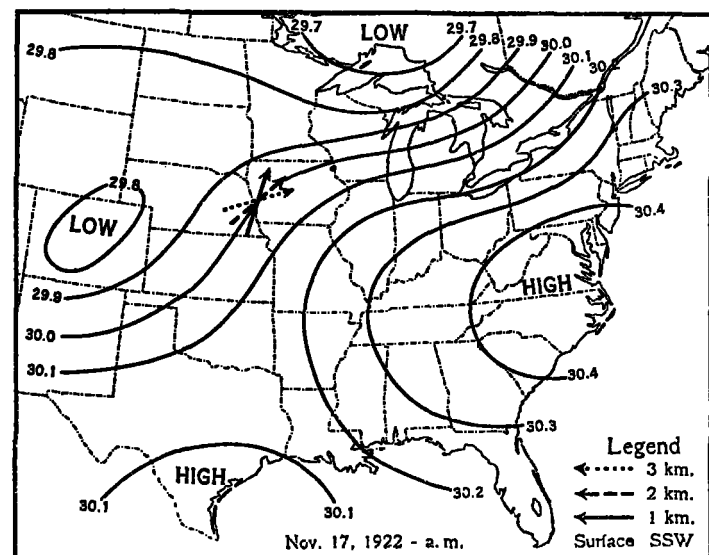 29.7
LOW
29.7
29.8
29.9
30.0
30.1
30.2
29.8
30.3
29.8
LOW
30.4
HIGH
29.9
30.0
30.1
30.4
30.3
HIGH
30.1
30.1
30.2
Legend
3 km.
2 km.
1 km.
Nov. 17, 1922 - a.m.
Surface SSW